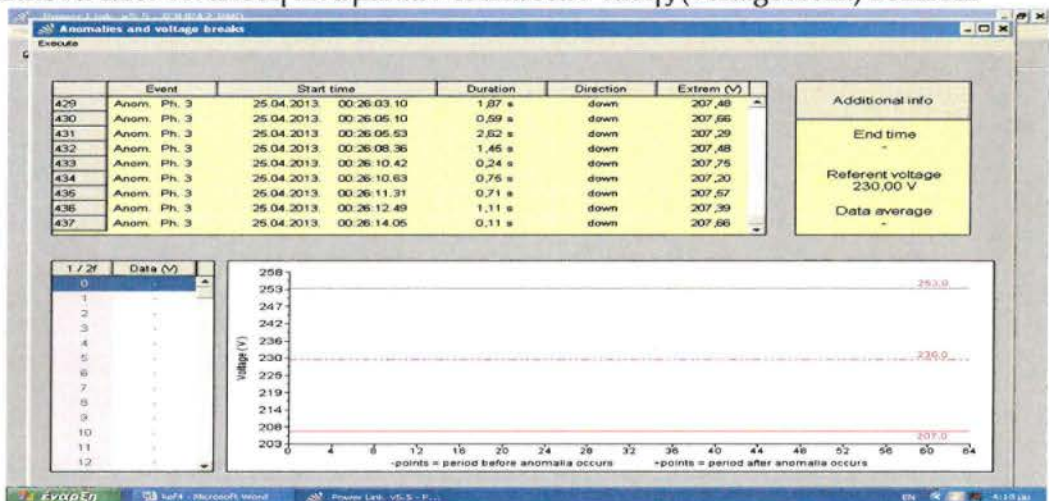 Anomalies and voltage breaks
Execute
Event Start time Duration Direction Extrem (V)
429 Anom. Ph. 3 25.04.2013. 00:26:03.10 1,87 s down 207,48
430 Anom. Ph. 3 25.04.2013. 00:26:05.10 0,59 s down 207,66
431 Anom. Ph. 3 25.04.2013. 00:26:05.53 2,62 s down 207,29
432 Anom. Ph. 3 25.04.2013. 00:26:08.36 1,45 s down 207,48
433 Anom. Ph. 3 25.04.2013. 00:26:10.42 0,24 s down 207,75
434 Anom. Ph. 3 25.04.2013. 00:26:10.63 0,75 s down 207,20
435 Anom. Ph. 3 25.04.2013. 00:26:11.31 0,71 s down 207,57
436 Anom. Ph. 3 25.04.2013. 00:26:12.49 1,11 s down 207,39
437 Anom. Ph. 3 25.04.2013. 00:26:14.05 0,11 s down 207,66
Additional info
End time
-
Referent voltage
230,00 V
Data average
-
1 / 2f Data (V)
0 -
1 -
2 -
3 -
4 -
5 -
6 -
7 -
8 -
9 -
10 -
11 -
12 -
Voltage (V)
258
253
247
242
236
230
225
219
214
208
203
253,0
207,0
0 4 8 12 16 20 24 28 32 36 40 44 48 52 56 60 64
-points = period before anomalia occurs +points = period after anomalia occurs
έναρξη
Microsoft Word
Power Link v5.5 - P...
EN